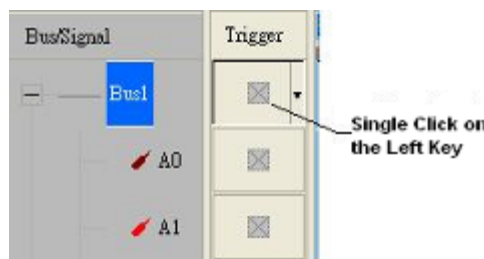 Bus/Signal Trigger
Bus1
Single Click on
the Left Key
A0
A1